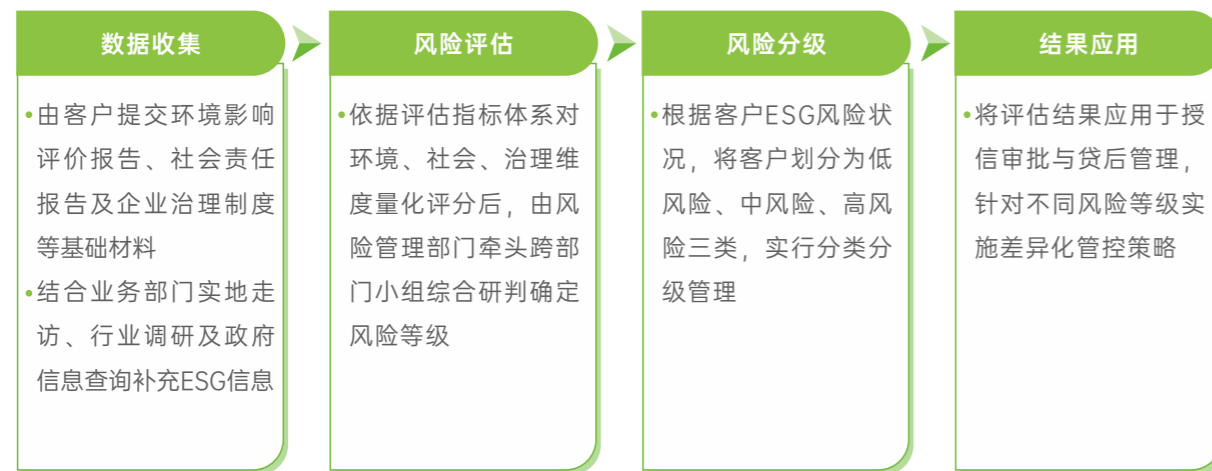 数据收集
•由客户提交环境影响
评价报告、社会责任
报告及企业治理制度
等基础材料
•结合业务部门实地走
访、行业调研及政府
信息查询补充ESG信息
风险评估
•依据评估指标体系对
环境、社会、治理维
度量化评分后，由风
险管理部门牵头跨部
门小组综合研判确定
风险等级
风险分级
•根据客户ESG风险状
况，将客户划分为低
风险、中风险、高风
险三类，实行分类分
级管理
结果应用
•将评估结果应用于授
信审批与贷后管理，
针对不同风险等级实
施差异化管控策略